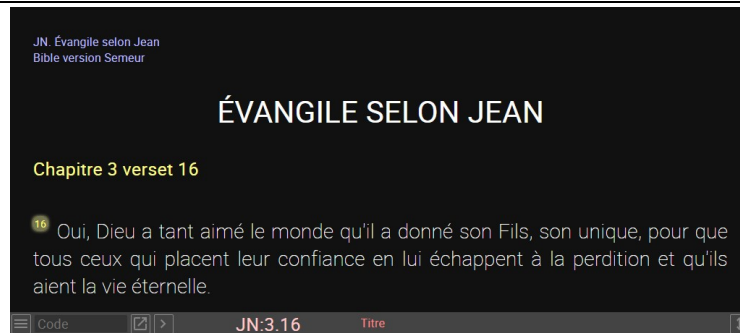 JN. Évangile selon Jean
Bible version Semeur
ÉVANGILE SELON JEAN
Chapitre 3 verset 16
16 Oui, Dieu a tant aimé le monde qu'il a donné son Fils, son unique, pour que
tous ceux qui placent leur confiance en lui échappent à la perdition et qu'ils
aient la vie éternelle.
Code JN:3.16 Titre